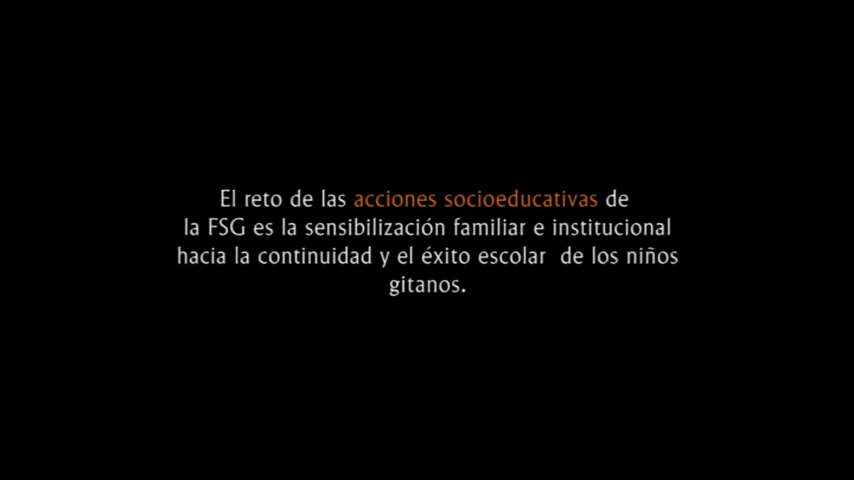 El reto de las acciones socioeducativas de
la FSG es la sensibilización familiar e institucional
hacia la continuidad y el éxito escolar de los niños
gitanos.